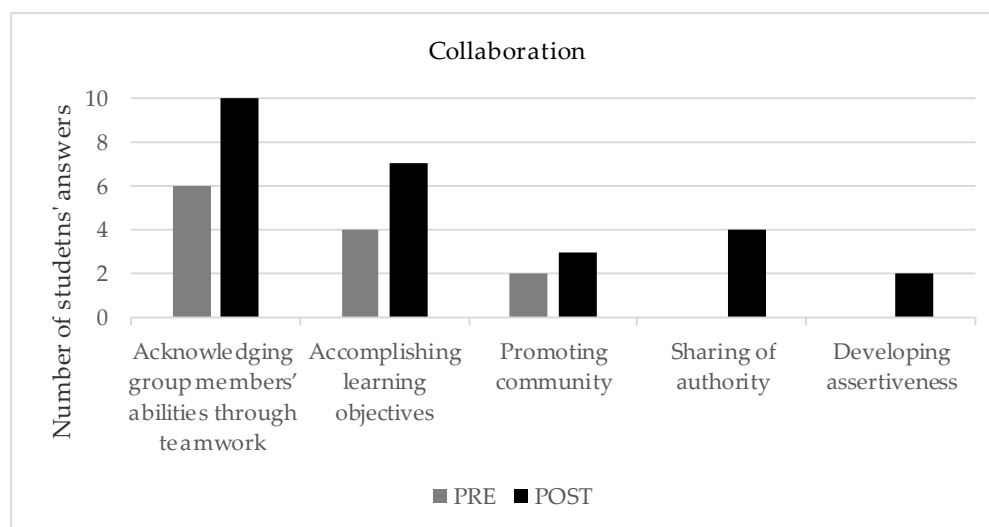 Collaboration
Number of studetns' answers
10
8
6
4
2
0
Acknowledging
group members'
abilities through
teamwork
Accomplishing
learning
objectives
Promoting
community
Sharing of
authority
Developing
assertiveness
PRE POST